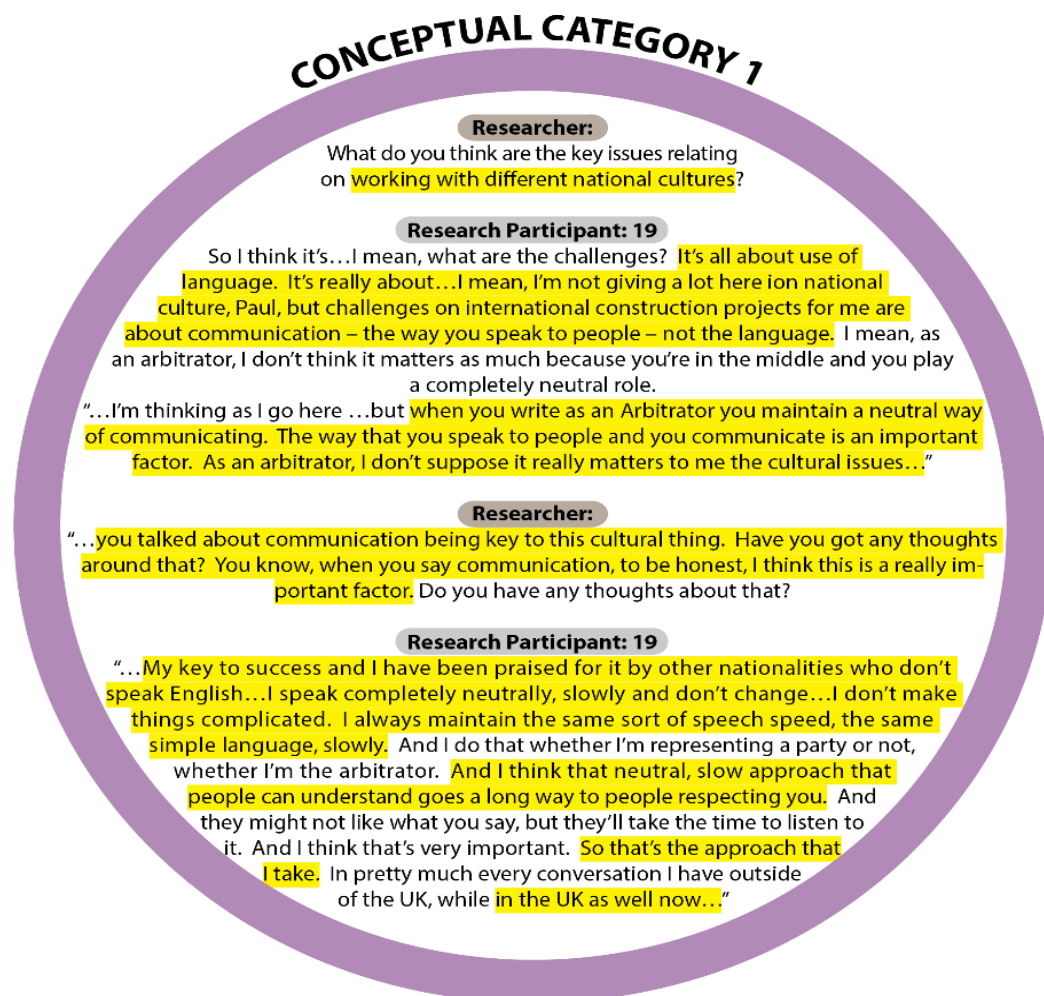 CONCEPTUAL CATEGORY 1
Researcher:
What do you think are the key issues relating
on working with different national cultures?
Research Participant: 19
So I think it's…I mean, what are the challenges? It's all about use of
language. It's really about…I mean, I'm not giving a lot here ion national
culture, Paul, but challenges on international construction projects for me are
about communication – the way you speak to people – not the language. I mean, as
an arbitrator, I don't think it matters as much because you're in the middle and you play
a completely neutral role.
"…I'm thinking as I go here …but when you write as an Arbitrator you maintain a neutral way
of communicating. The way that you speak to people and you communicate is an important
factor. As an arbitrator, I don't suppose it really matters to me the cultural issues…"
Researcher:
"…you talked about communication being key to this cultural thing. Have you got any thoughts
around that? You know, when you say communication, to be honest, I think this is a really im-
portant factor. Do you have any thoughts about that?
Research Participant: 19
"…My key to success and I have been praised for it by other nationalities who don't
speak English…I speak completely neutrally, slowly and don't change…I don't make
things complicated. I always maintain the same sort of speech speed, the same
simple language, slowly. And I do that whether I'm representing a party or not,
whether I'm the arbitrator. And I think that neutral, slow approach that
people can understand goes a long way to people respecting you. And
they might not like what you say, but they'll take the time to listen to
it. And I think that's very important. So that's the approach that
I take. In pretty much every conversation I have outside
of the UK, while in the UK as well now…"